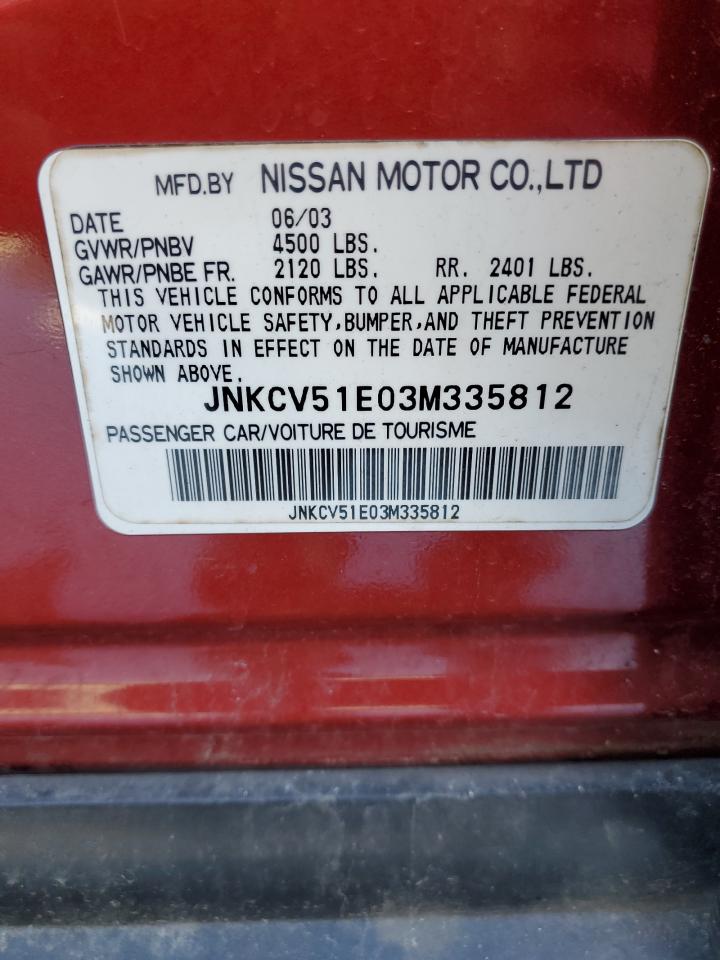 MFD.BY NISSAN MOTOR CO.,LTD
DATE 06/03
GVWR/PNBV 4500 LBS.
GAWR/PNBE FR. 2120 LBS. RR. 2401 LBS.
THIS VEHICLE CONFORMS TO ALL APPLICABLE FEDERAL
MOTOR VEHICLE SAFETY,BUMPER,AND THEFT PREVENTION
STANDARDS IN EFFECT ON THE DATE OF MANUFACTURE
SHOWN ABOVE.
JNKCV51E03M335812
PASSENGER CAR/VOITURE DE TOURISME
JNKCV51E03M335812